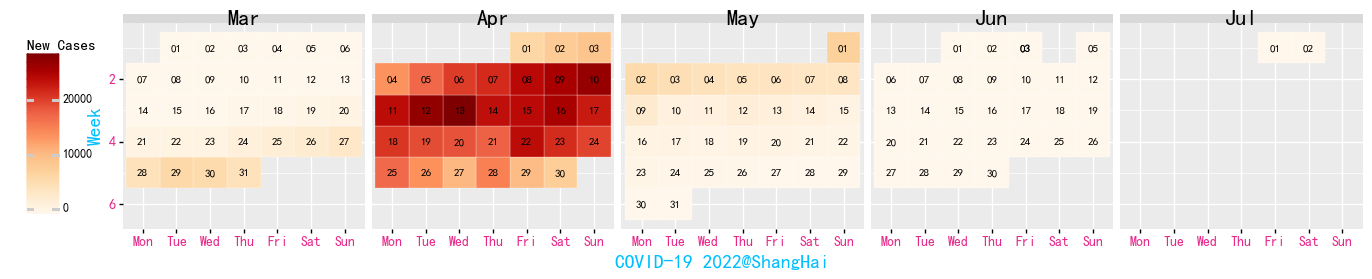 Mar Apr May Jun Jul
New Cases
20000
10000
0
Week
2
4
6
01 02 03 04 05 06
07 08 09 10 11 12 13
14 15 16 17 18 19 20
21 22 23 24 25 26 27
28 29 30 31
01 02 03
04 05 06 07 08 09 10
11 12 13 14 15 16 17
18 19 20 21 22 23 24
25 26 27 28 29 30
01
02 03 04 05 06 07 08
09 10 11 12 13 14 15
16 17 18 19 20 21 22
23 24 25 26 27 28 29
30 31
01 02 03 05
06 07 08 09 10 11 12
13 14 15 16 17 18 19
20 21 22 23 24 25 26
27 28 29 30
01 02
Mon Tue Wed Thu Fri Sat Sun
Mon Tue Wed Thu Fri Sat Sun
Mon Tue Wed Thu Fri Sat Sun
Mon Tue Wed Thu Fri Sat Sun
Mon Tue Wed Thu Fri Sat Sun
COVID-19 2022@ShangHai